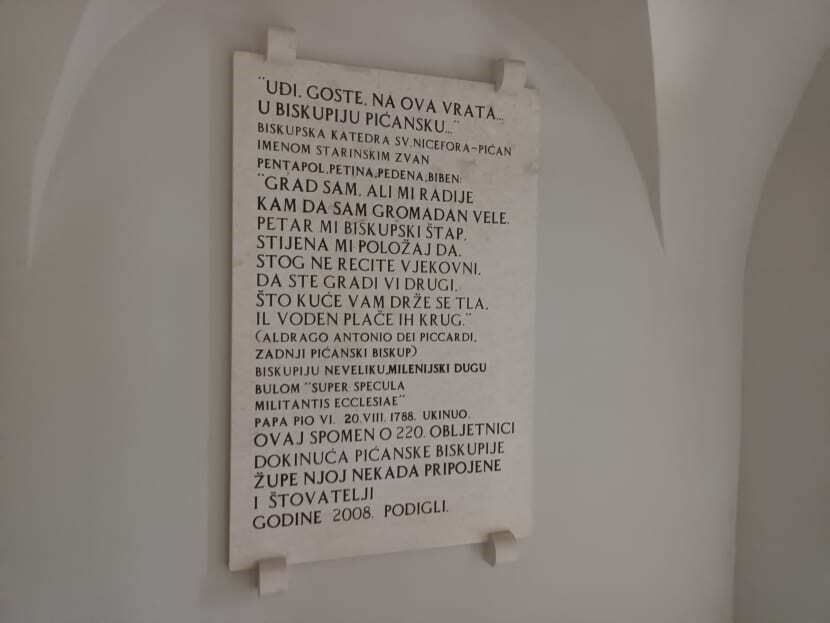 "UĐI, GOSTE, NA OVA VRATA...
U BISKUPIJU PIĆANSKU..."
BISKUPSKA KATEDRA SV.NICEFORA-PIĆAN
IMENOM STARINSKIM ZVAN
PENTAPOL,PETINA,PEDENA,BIBEN:
"GRAD SAM, ALI MI RADIJE
KAM DA SAM GROMADAN VELE.
PETAR MI BISKUPSKI ŠTAP,
STIJENA MI POLOŽAJ DA.
STOG NE RECITE VJEKOVNI,
DA STE GRADI VI DRUGI,
ŠTO KUĆE VAM DRŽE SE TLA,
IL VODEN PLAČE IH KRUG."
(ALDRAGO ANTONIO DEI PICCARDI,
ZADNJI PIĆANSKI BISKUP)
BISKUPIJU NEVELIKU,MILENIJSKI DUGU
BULOM "SUPER SPECULA
MILITANTIS ECCLESIAE"
PAPA PIO VI. 20.VIII.1788. UKINUO.
OVAJ SPOMEN O 220. OBLJETNICI
DOKINUĆA PIĆANSKE BISKUPIJE
ŽUPE NJOJ NEKADA PRIPOJENE
I ŠTOVATELJI
GODINE 2008. PODIGLI.